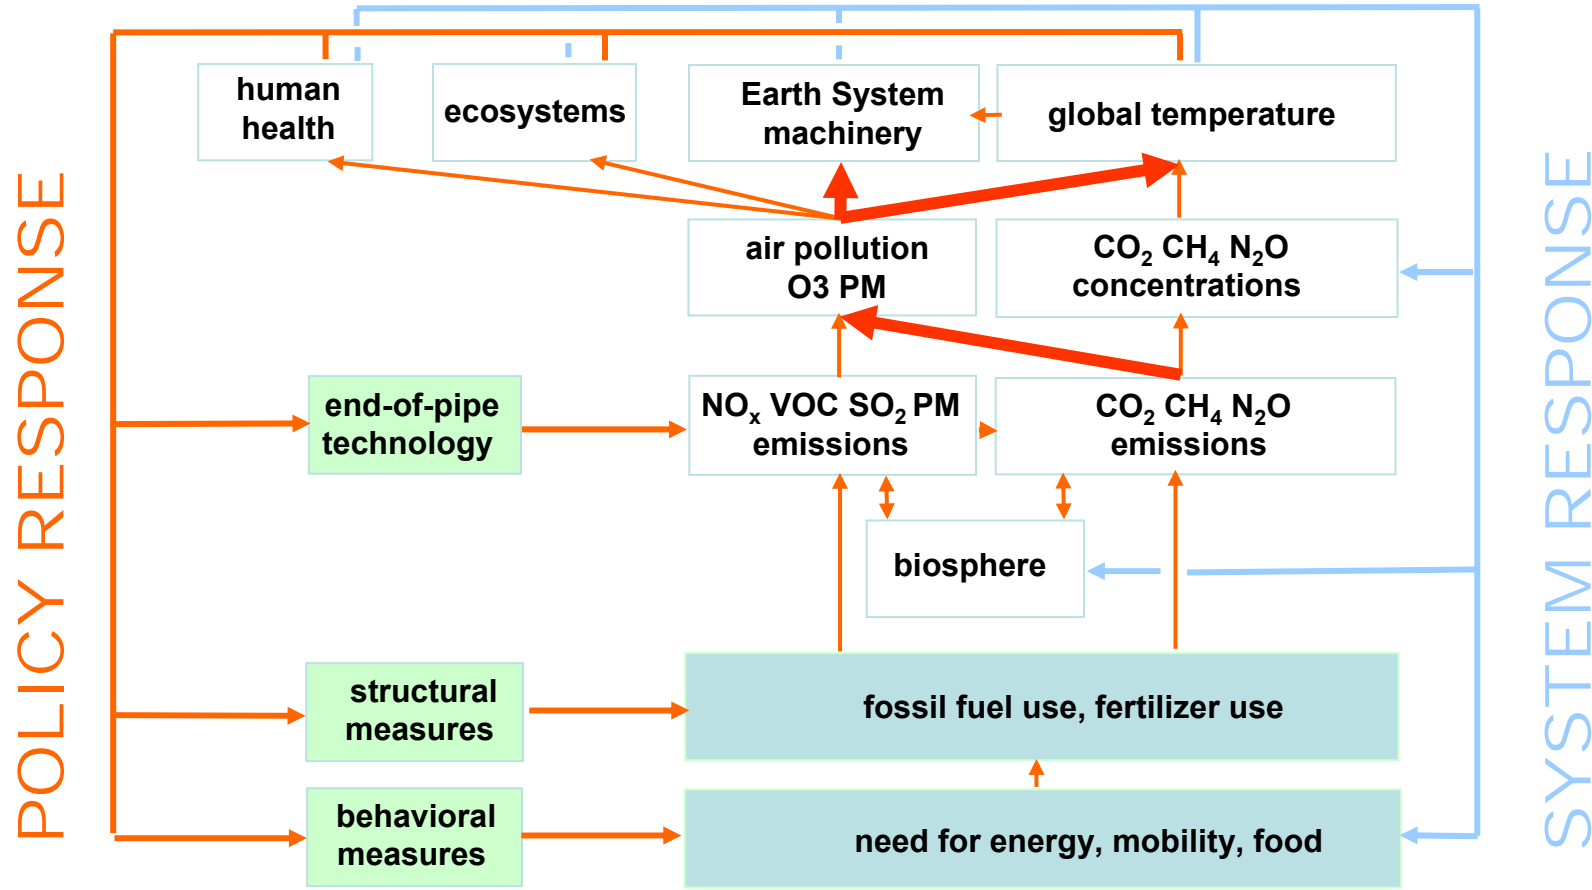 POLICY RESPONSE
human
health
ecosystems
Earth System
machinery
global temperature
air pollution
O3 PM
CO₂ CH₄ N₂O
concentrations
end-of-pipe
technology
NOₓ VOC SO₂ PM
emissions
CO₂ CH₄ N₂O
emissions
biosphere
structural
measures
fossil fuel use, fertilizer use
behavioral
measures
need for energy, mobility, food
SYSTEM RESPONSE